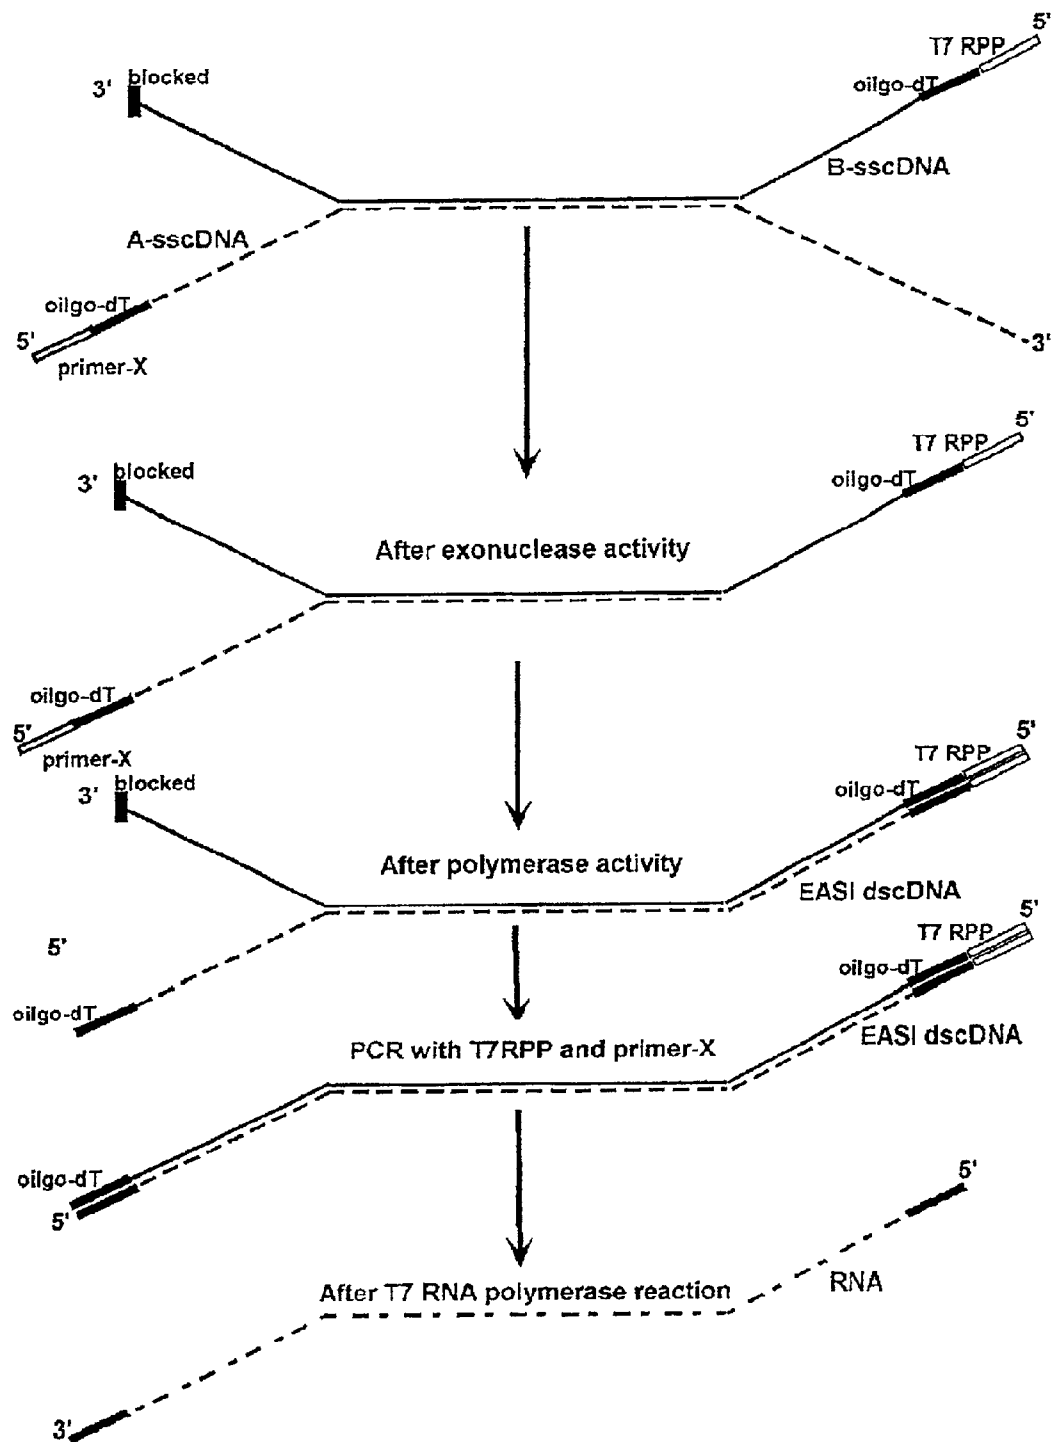 5'
T7 RPP
blocked
3'
oilgo-dT
B-sscDNA
A-sscDNA
oilgo-dT
5'
primer-X
3'
5'
T7 RPP
blocked
3'
oilgo-dT
After exonuclease activity
oilgo-dT
5'
primer-X
5'
T7 RPP
blocked
3'
oilgo-dT
After polymerase activity
EASI dscDNA
5'
T7 RPP
5'
oilgo-dT
oilgo-dT
EASI dscDNA
PCR with T7RPP and primer-X
oilgo-dT
5'
5'
RNA
After T7 RNA polymerase reaction
3'